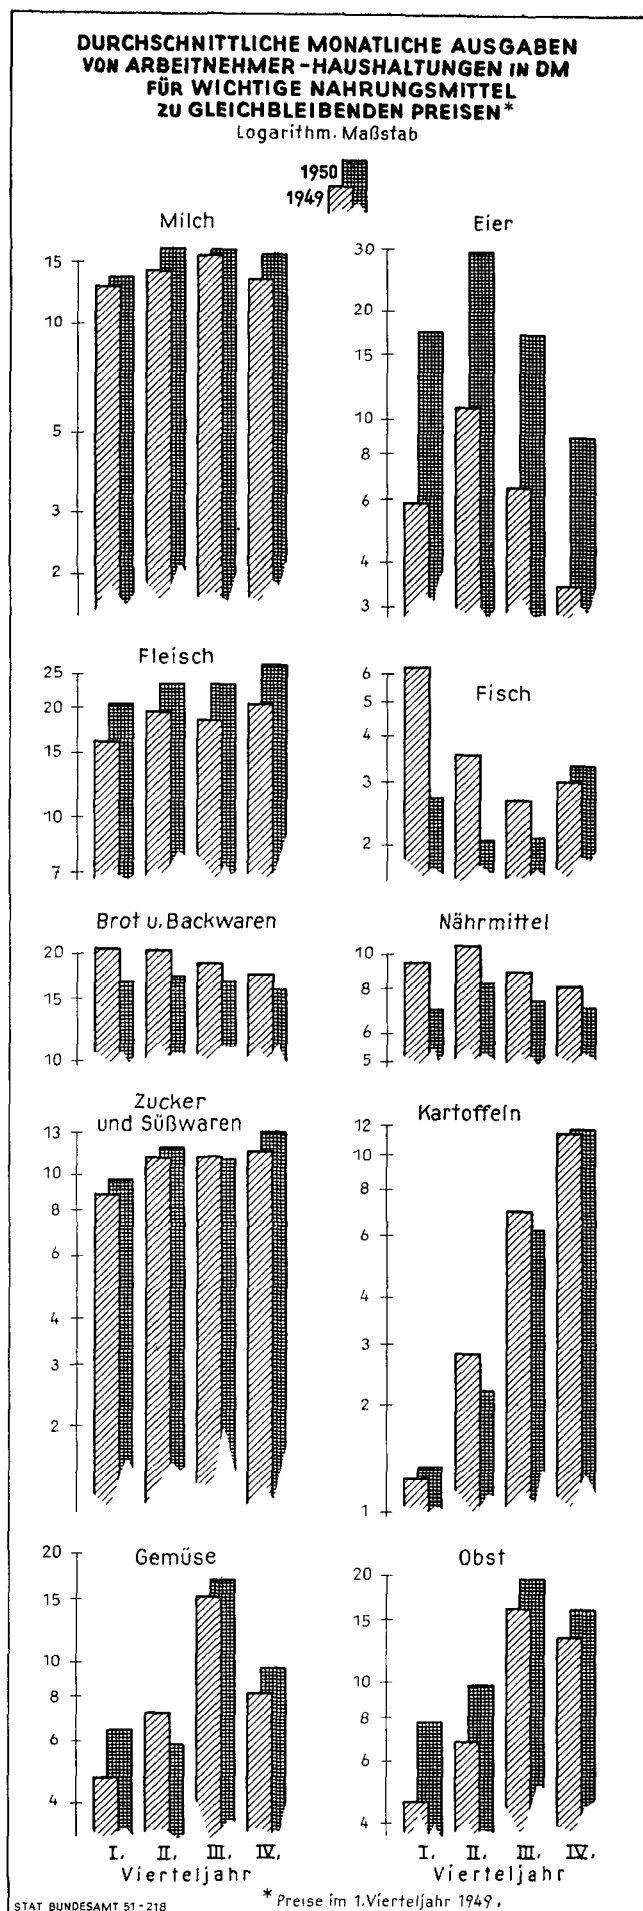 DURCHSCHNITTLICHE MONATLICHE AUSGABEN
VON ARBEITNEHMER-HAUSHALTUNGEN IN DM
FÜR WICHTIGE NAHRUNGSMITTEL
ZU GLEICHBLEIBENDEN PREISEN*
Logarithm. Maßstab
1950
1949
Milch
15
10
5
3
2
Eier
30
20
15
10
8
6
4
3
Fleisch
25
20
15
10
7
Fisch
6
5
4
3
2
Brot u. Backwaren
20
15
10
Nährmittel
10
8
6
5
Zucker
und Süßwaren
13
10
8
6
4
3
2
Kartoffeln
12
10
8
6
4
3
2
1
Gemüse
20
15
10
8
6
4
Obst
20
15
10
8
6
4
I. II. III. IV.
Vierteljahr
I. II. III. IV.
Vierteljahr
* Preise im 1. Vierteljahr 1949.
STAT BUNDESAMT 51-218